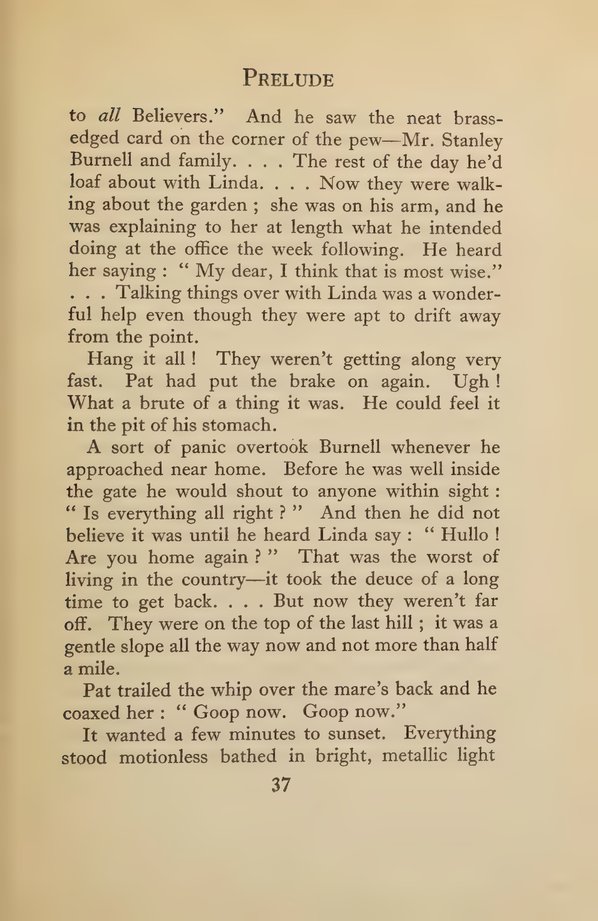 PRELUDE
to all Believers.” And he saw the neat brass-
edged card on the corner of the pew—Mr. Stanley
Burnell and family. . . . The rest of the day he’d
loaf about with Linda. . . . Now they were walk-
ing about the garden ; she was on his arm, and he
was explaining to her at length what he intended
doing at the office the week following. He heard
her saying : “ My dear, I think that is most wise.”
. . . Talking things over with Linda was a wonder-
ful help even though they were apt to drift away
from the point.
Hang it all ! They weren’t getting along very
fast. Pat had put the brake on again. Ugh !
What a brute of a thing it was. He could feel it
in the pit of his stomach.
A sort of panic overtook Burnell whenever he
approached near home. Before he was well inside
the gate he would shout to anyone within sight :
“ Is everything all right ? ” And then he did not
believe it was until he heard Linda say : “ Hullo !
Are you home again ? ” That was the worst of
living in the country—it took the deuce of a long
time to get back. . . . But now they weren’t far
off. They were on the top of the last hill ; it was a
gentle slope all the way now and not more than half
a mile.
Pat trailed the whip over the mare’s back and he
coaxed her : “ Goop now. Goop now.”
It wanted a few minutes to sunset. Everything
stood motionless bathed in bright, metallic light
37